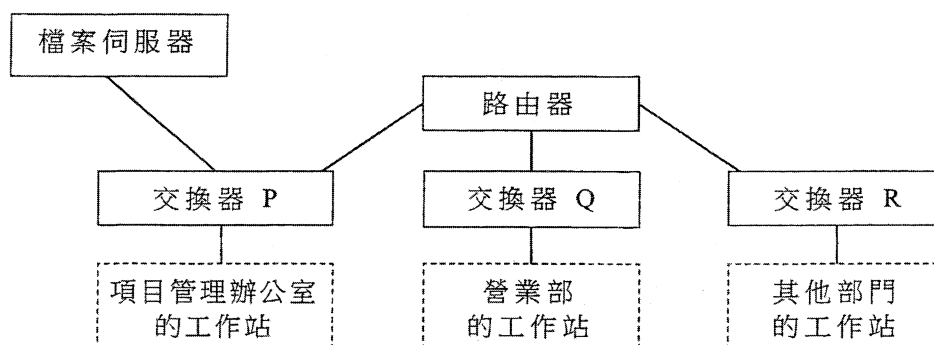 檔案伺服器
路由器
交換器 P
交換器 Q
交換器 R
項目管理辦公室
的工作站
營業部
的工作站
其他部門
的工作站